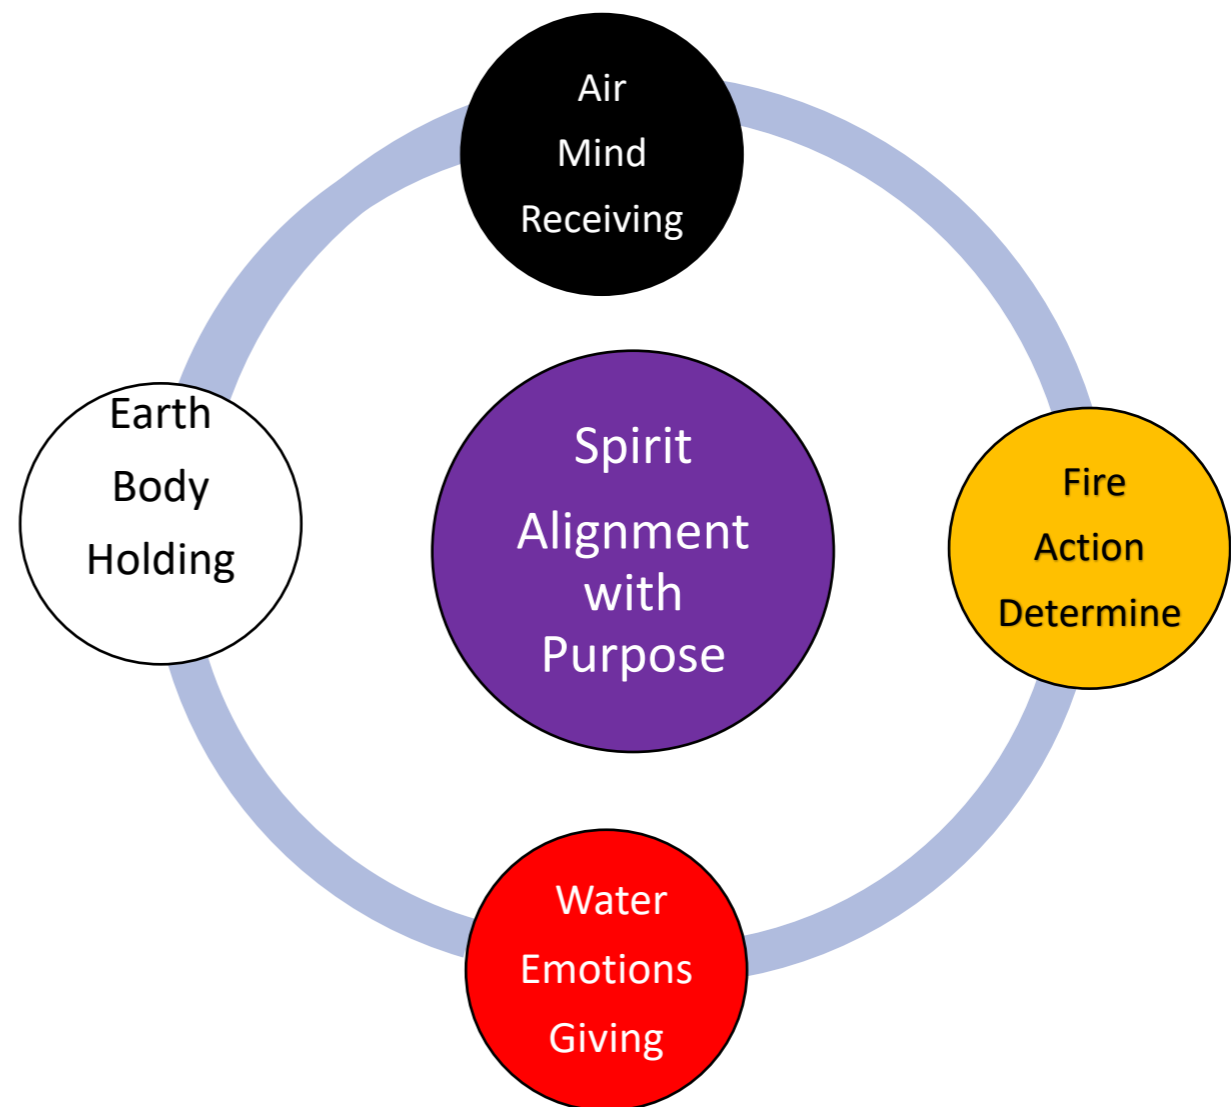 Air
Mind
Receiving
Earth
Body
Holding
Spirit
Alignment
with
Purpose
Fire
Action
Determine
Water
Emotions
Giving